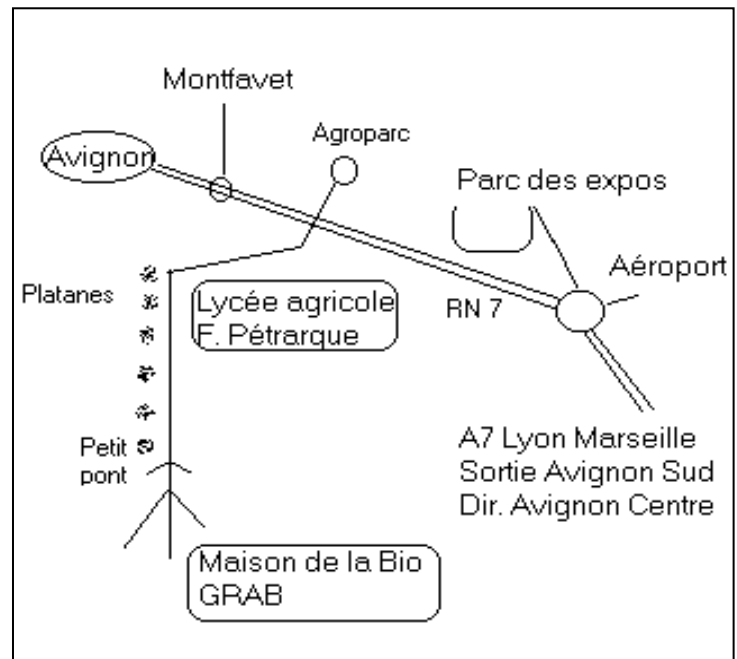 Montfavet
Agroparc
Avignon
Parc des expos
Aéroport
Platanes
Lycée agricole
F. Pétrarque
RN 7
Petit
pont
A7 Lyon Marseille
Sortie Avignon Sud
Dir. Avignon Centre
Maison de la Bio
GRAB